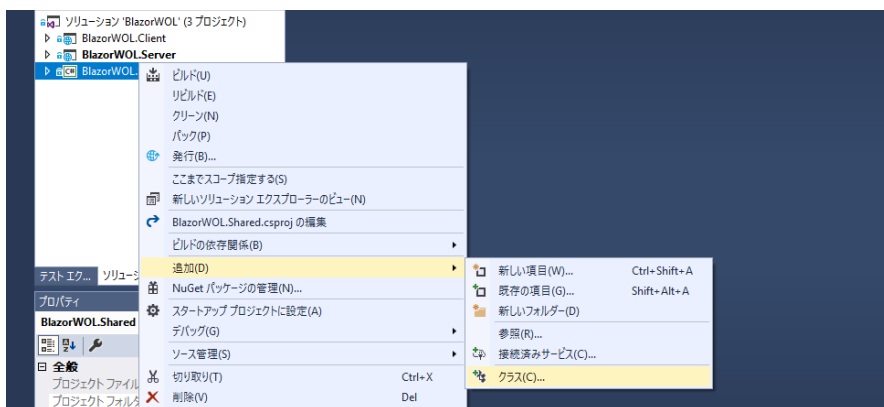 ソリューション 'BlazorWOL' (3 プロジェクト)
BlazorWOL.Client
BlazorWOL.Server
BlazorWOL.
ビルド(U)
リビルド(E)
クリーン(N)
パック(P)
発行(B)...
ここまでスコープ指定する(S)
新しいソリューション エクスプローラーのビュー(N)
BlazorWOL.Shared.csproj の編集
ビルドの依存関係(B)
追加(D)
NuGet パッケージの管理(N)...
スタートアップ プロジェクトに設定(A)
デバッグ(G)
ソース管理(S)
切り取り(T) Ctrl+X
削除(V) Del
新しい項目(W)... Ctrl+Shift+A
既存の項目(G)... Shift+Alt+A
新しいフォルダー(D)
参照(R)...
接続済みサービス(C)...
クラス(C)...
テスト エク... ソリューシ
プロパティ
BlazorWOL.Shared
全般
プロジェクト ファイル
プロジェクト フォルダ